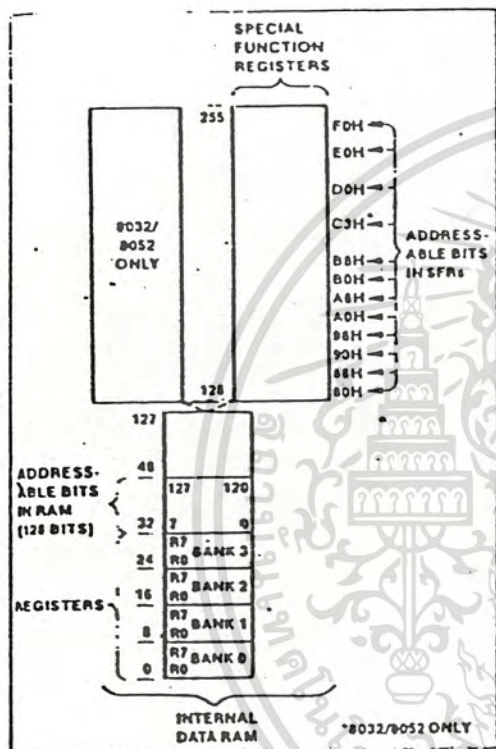 SPECIAL
FUNCTION
REGISTERS
255
F0H
E0H
D0H
C3H*
B8H
B0H
A8H
A0H
98H
90H
88H
80H
ADDRESS-
ABLE BITS
IN SFRs
8032/
8052
ONLY
128
127
48
127 120
ADDRESS-
ABLE BITS
IN RAM
(128 BITS)
32
7 0
R7
R0
BANK 3
24
R7
R0
BANK 2
16
REGISTERS
R7
R0
BANK 1
8
R7
R0
BANK 0
0
INTERNAL
DATA RAM
*8032/8052 ONLY